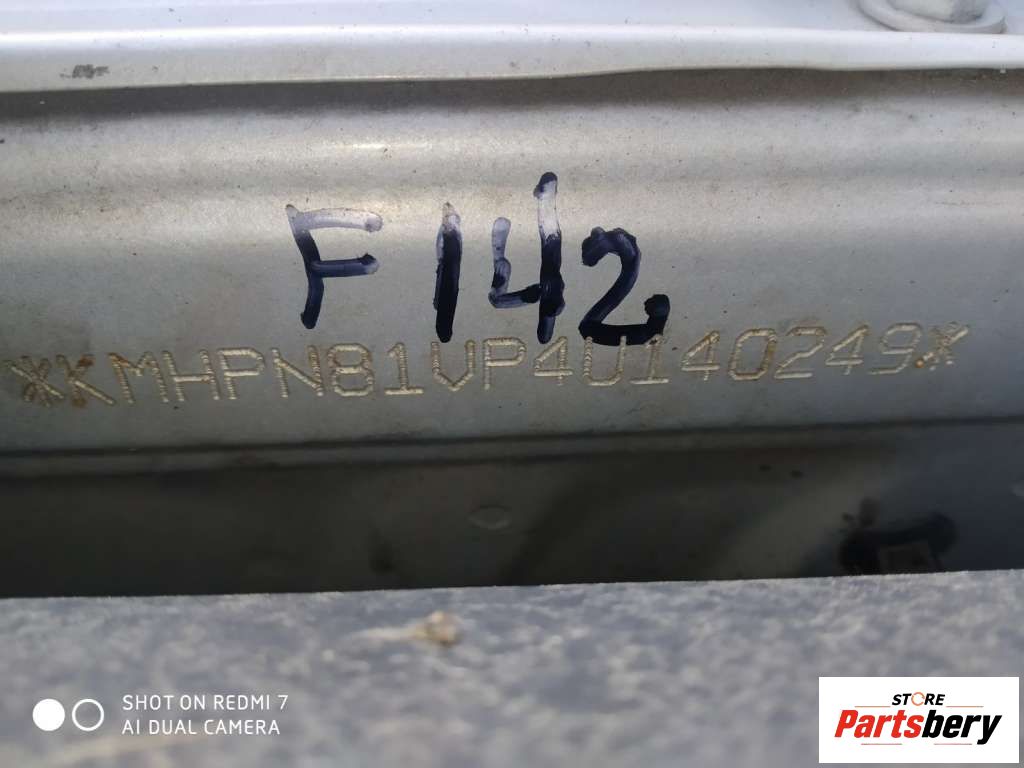 F142
*KMHPN81VP4U140249*
SHOT ON REDMI 7
AI DUAL CAMERA
STORE
Partsbery